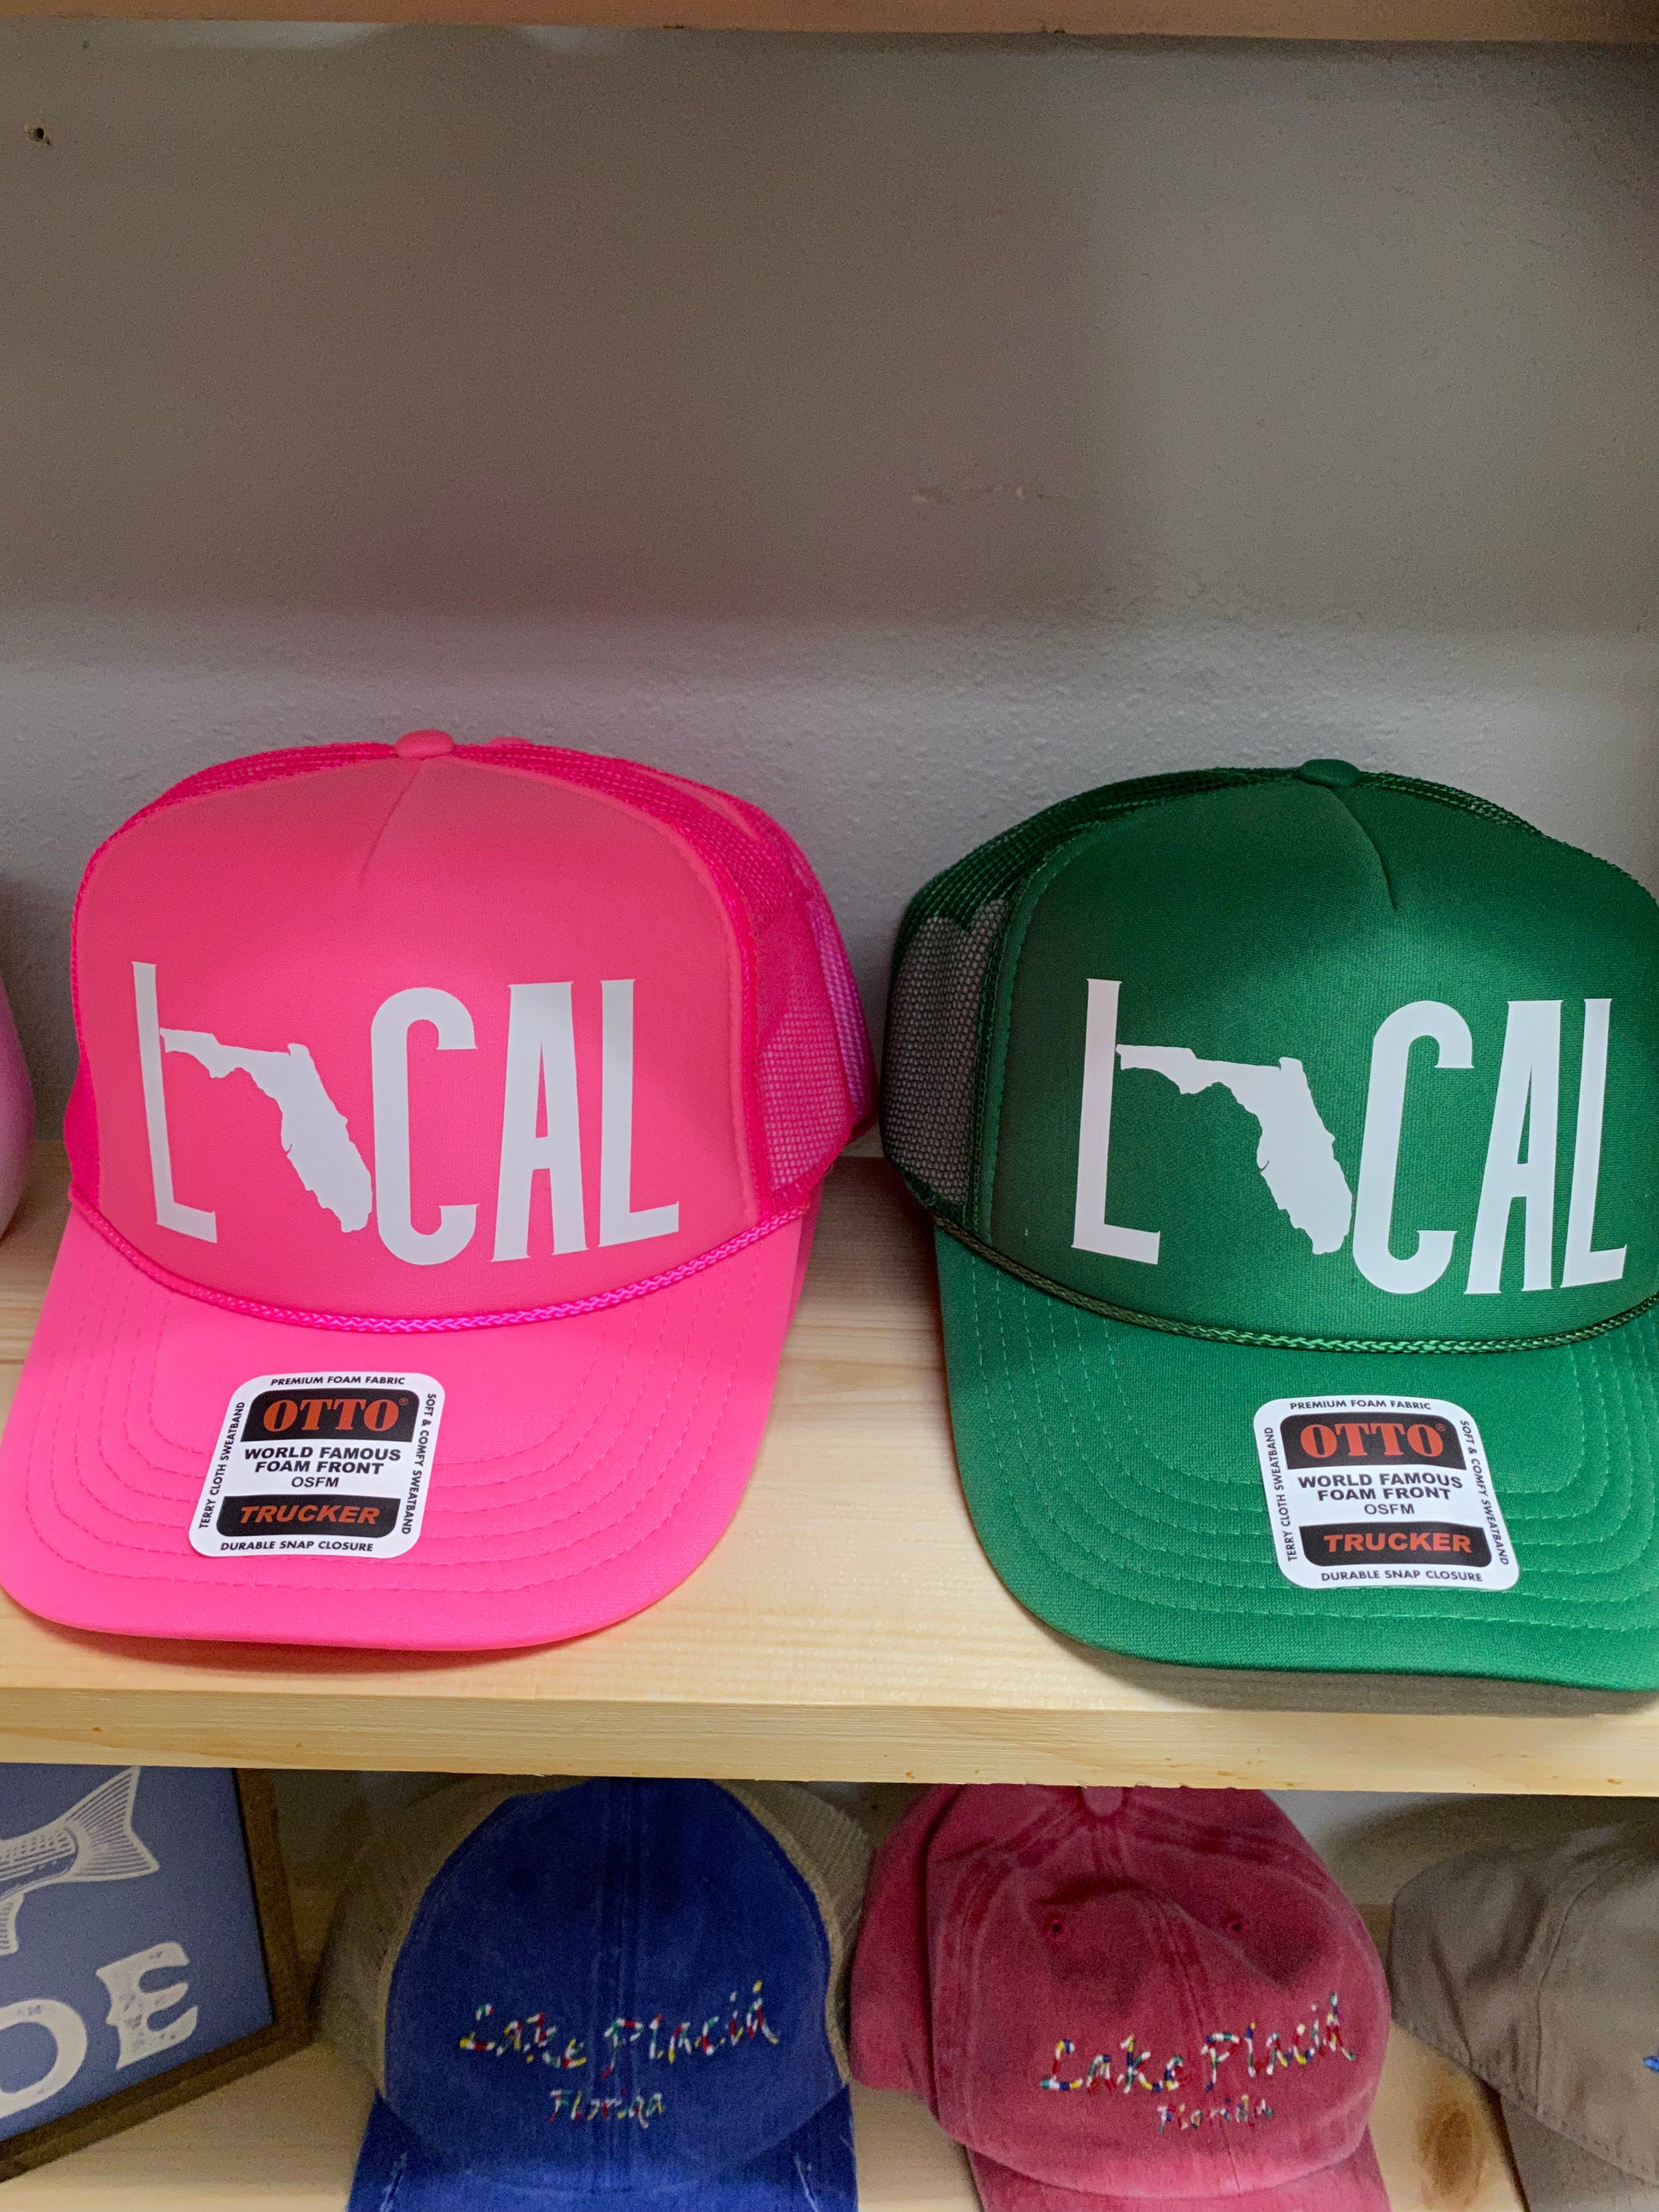 L CAL
PREMIUM FOAM FABRIC
OTTO®
TERRY CLOTH SWEATBAND
WORLD FAMOUS
FOAM FRONT
OSFM
SOFT & COMFY SWEATBAND
TRUCKER
DURABLE SNAP CLOSURE
L CAL
PREMIUM FOAM FABRIC
OTTO®
TERRY CLOTH SWEATBAND
WORLD FAMOUS
FOAM FRONT
OSFM
SOFT & COMFY SWEATBAND
TRUCKER
DURABLE SNAP CLOSURE
OE
Lake Placid
Florida
Lake Placid
Florida